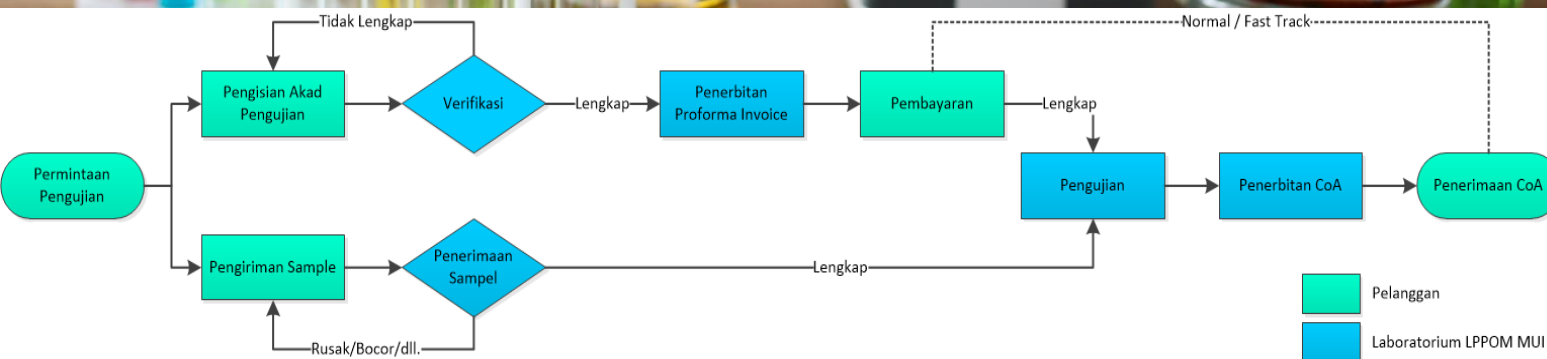 Tidak Lengkap
Normal / Fast Track
Pengisian Akad
Pengujian
Verifikasi
Lengkap
Penerbitan
Proforma Invoice
Pembayaran
Lengkap
Permintaan
Pengujian
Pengujian
Penerbitan CoA
Penerimaan CoA
Pengiriman Sample
Penerimaan
Sampel
Lengkap
Rusak/Bocor/dll.
Pelanggan
Laboratorium LPPOM MUI